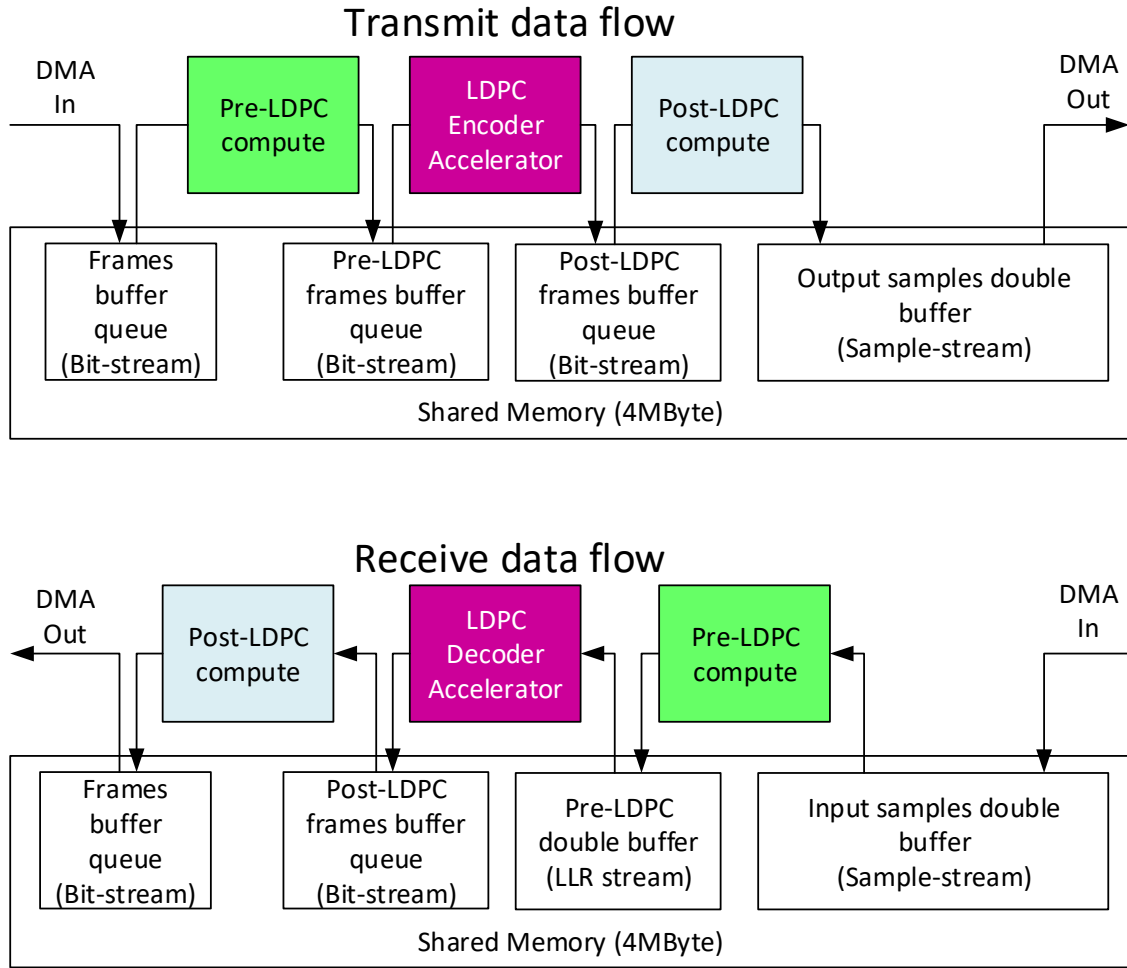 Transmit data flow
DMA
In
Pre-LDPC
compute
LDPC
Encoder
Accelerator
Post-LDPC
compute
DMA
Out
Frames
buffer
queue
(Bit-stream)
Pre-LDPC
frames buffer
queue
(Bit-stream)
Post-LDPC
frames buffer
queue
(Bit-stream)
Output samples double
buffer
(Sample-stream)
Shared Memory (4MByte)
Receive data flow
DMA
Out
Post-LDPC
compute
LDPC
Decoder
Accelerator
Pre-LDPC
compute
DMA
In
Frames
buffer
queue
(Bit-stream)
Post-LDPC
frames buffer
queue
(Bit-stream)
Pre-LDPC
double buffer
(LLR stream)
Input samples double
buffer
(Sample-stream)
Shared Memory (4MByte)